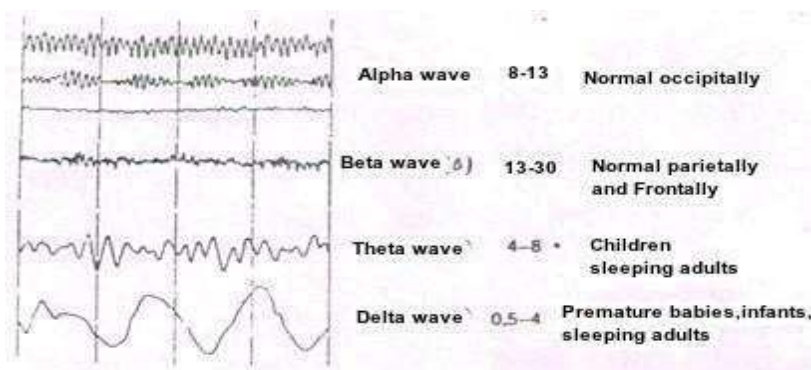 Alpha wave 8-13 Normal occipitally
Beta wave 13-30 Normal parietally
and Frontally
Theta wave 4-8 Children
sleeping adults
Delta wave 0,5-4 Premature babies,infants,
sleeping adults